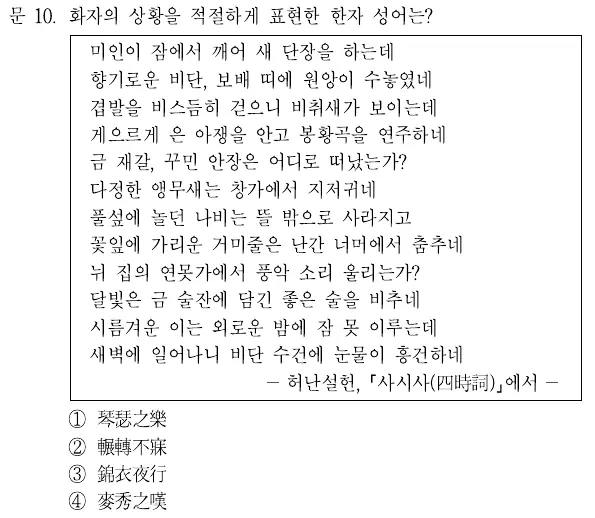 문 10. 화자의 상황을 적절하게 표현한 한자 성어는?
미인이 잠에서 깨어 새 단장을 하는데
향기로운 비단, 보배 띠에 원앙이 수놓였네
겹발을 비스듬히 걷으니 비취새가 보이는데
게으르게 은 아쟁을 안고 봉황곡을 연주하네
금 재갈, 꾸민 안장은 어디로 떠났는가?
다정한 앵무새는 창가에서 지저귀네
풀섶에 놀던 나비는 뜰 밖으로 사라지고
꽃잎에 가리운 거미줄은 난간 너머에서 춤추네
뉘 집의 연못가에서 풍악 소리 울리는가?
달빛은 금 술잔에 담긴 좋은 술을 비추네
시름겨운 이는 외로운 밤에 잠 못 이루는데
새벽에 일어나니 비단 수건에 눈물이 흥건하네
- 허난설헌, 「사시사(四時詞)」에서 -
① 琴瑟之樂
② 輾轉不寐
③ 錦衣夜行
④ 麥秀之嘆